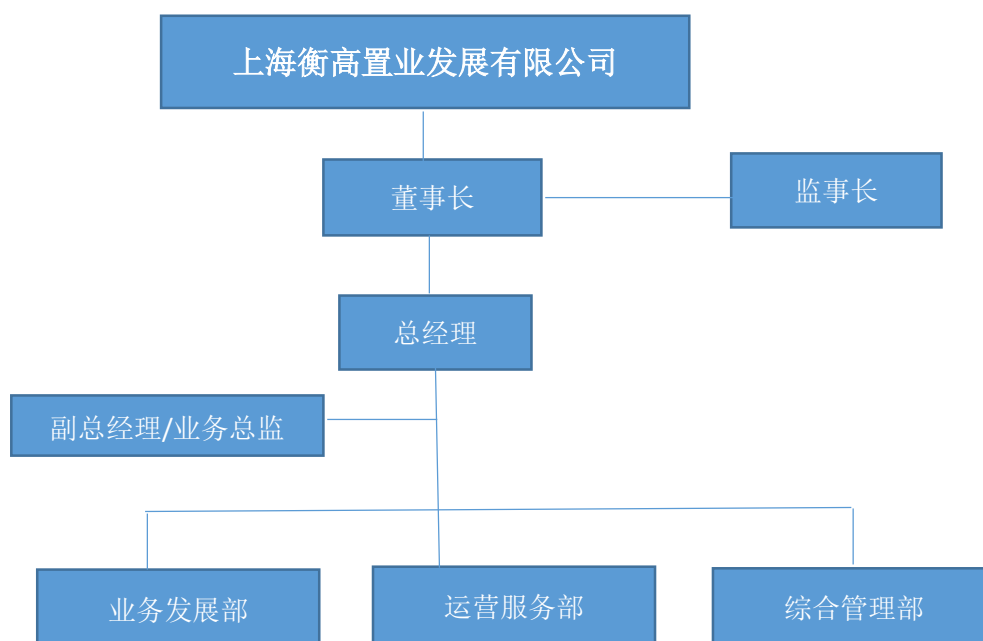 上海衡高置业发展有限公司
董事长
监事长
总经理
副总经理/业务总监
业务发展部
运营服务部
综合管理部